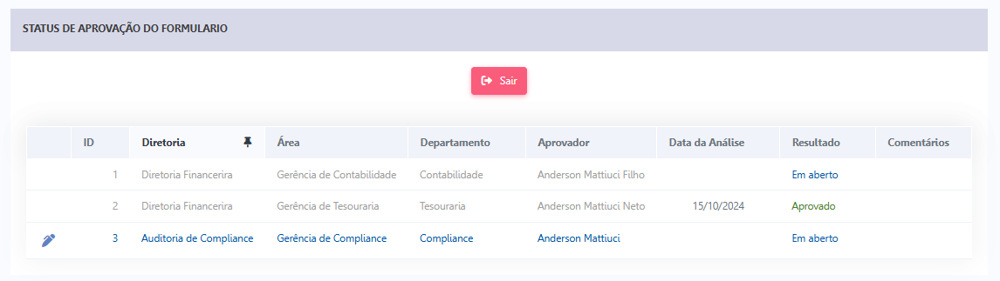 STATUS DE APROVAÇÃO DO FORMULARIO
Sair
ID Diretoria Área Departamento Aprovador Data da Análise Resultado Comentários
1 Diretoria Financerira Gerência de Contabilidade Contabilidade Anderson Mattiuci Filho Em aberto
2 Diretoria Financerira Gerência de Tesouraria Tesouraria Anderson Mattiuci Neto 15/10/2024 Aprovado
3 Auditoria de Compliance Gerência de Compliance Compliance Anderson Mattiuci Em aberto